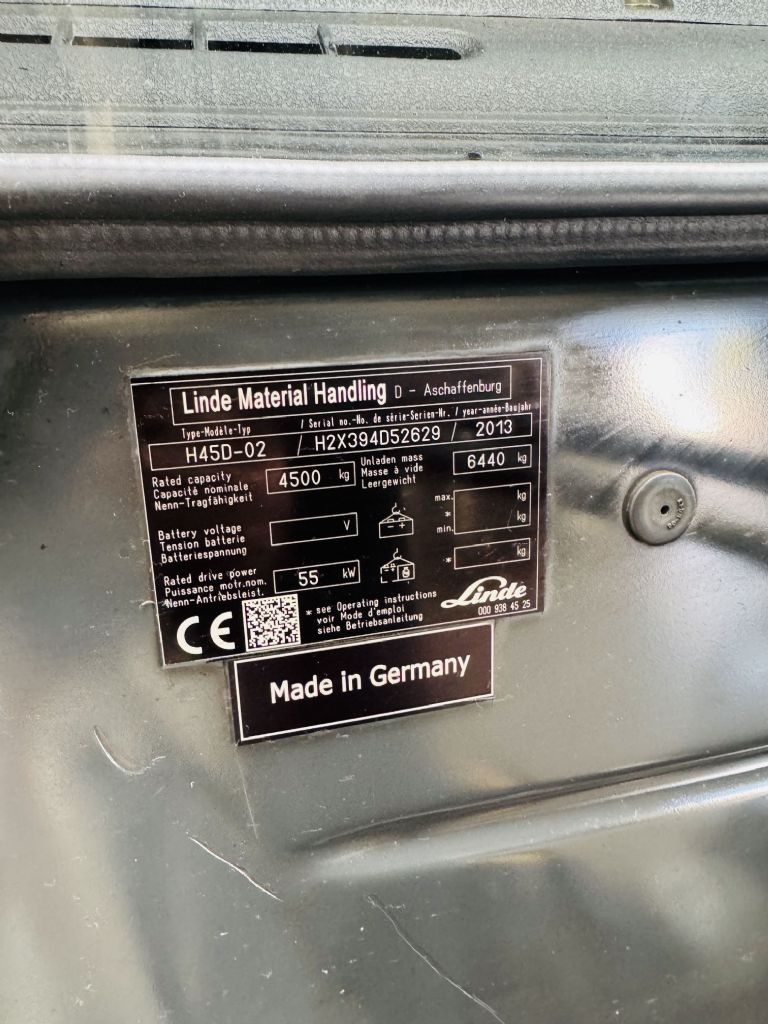 Linde Material Handling D - Aschaffenburg
Type-Modèle-Typ / Serial no.-No. de série-Serien-Nr. / year-année-Baujahr
H45D-02 / H2X394D52629 / 2013
Rated capacity
Capacité nominale
Nenn-Tragfähigkeit
4500 kg
Unladen mass
Masse à vide
Leergewicht
6440 kg
Battery voltage
Tension batterie
Batteriespannung
V
- +
max. kg
* kg
min.
Rated drive power
Puissance motr.nom.
Nenn-Antriebsleist.
55 kW
* kg
CE
* see Operating instructions
voir Mode d'emploi
siehe Betriebsanleitung
Linde
000 938 45 25
Made in Germany